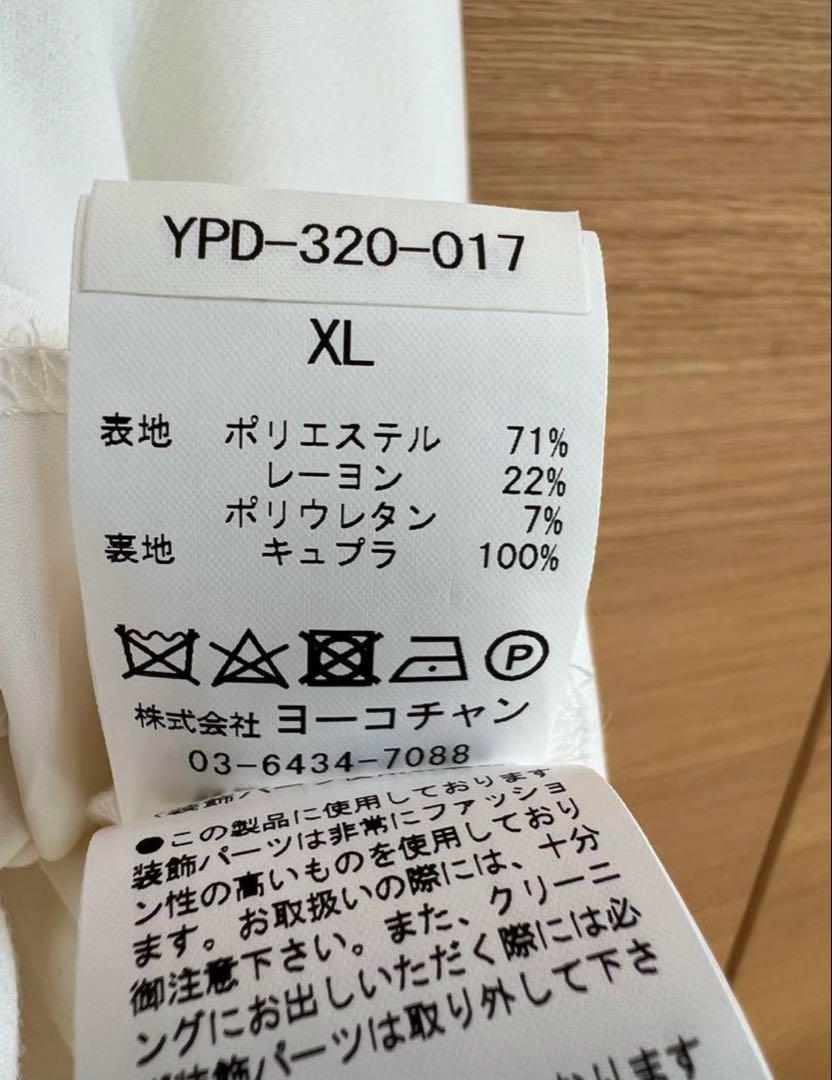 YPD-320-017
XL
表地 ポリエステル 71%
レーヨン 22%
ポリウレタン 7%
裏地 キュプラ 100%
P
株式会社 ヨーコチャン
03-6434-7088
●この製品に使用しております
装飾パーツは非常にファッショ
ン性の高いものを使用しており
ます。お取扱いの際には、十分
御注意下さい。また、クリーニ
ングにお出しいただく際には必
装飾パーツは取り外して下さ
ります